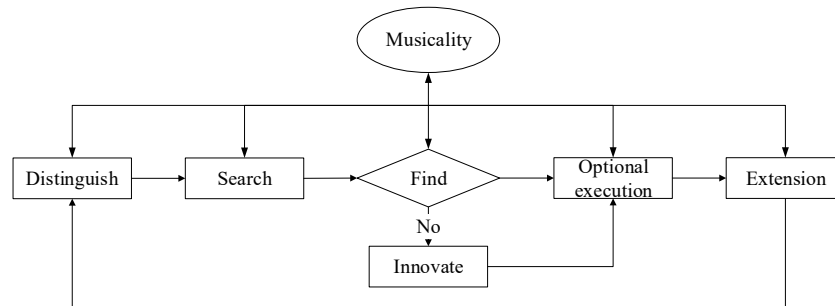 Musicality
Distinguish
Search
Find
Optional
execution
Extension
No
Innovate